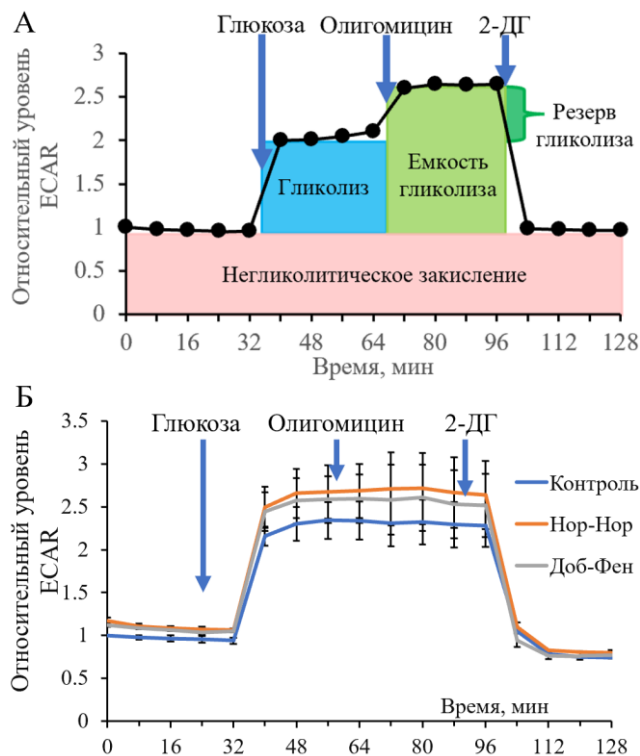 А
Глюкоза
Олигомицин
2-ДГ
Относительный уровень
ECAR
3
2.5
2
1.5
1
0.5
0
Гликолиз
Емкость
гликолиза
Резерв
гликолиза
Негликолитическое закисление
0 16 32 48 64 80 96 112 128
Время, мин
Б
Глюкоза
Олигомицин
2-ДГ
Относительный уровень
ECAR
3.5
3
2.5
2
1.5
1
0.5
0
Контроль
Нор-Нор
Доб-Фен
Время, мин
0 16 32 48 64 80 96 112 128